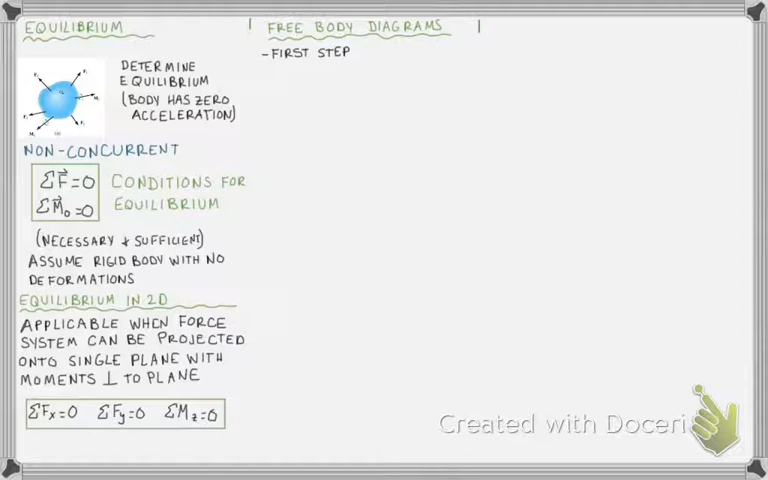 EQUILIBRIUM
DETERMINE
EQUILIBRIUM
(BODY HAS ZERO
ACCELERATION)
NON-CONCURRENT
ΣF⃗=0 CONDITIONS FOR
ΣM⃗₀=0 EQUILIBRIUM
(NECESSARY + SUFFICIENT)
ASSUME RIGID BODY WITH NO
DEFORMATIONS
EQUILIBRIUM IN 2D
APPLICABLE WHEN FORCE
SYSTEM CAN BE PROJECTED
ONTO SINGLE PLANE WITH
MOMENTS ⊥ TO PLANE
ΣFx=0 ΣFy=0 ΣMz=0
FREE BODY DIAGRAMS
-FIRST STEP
Created with Doceri